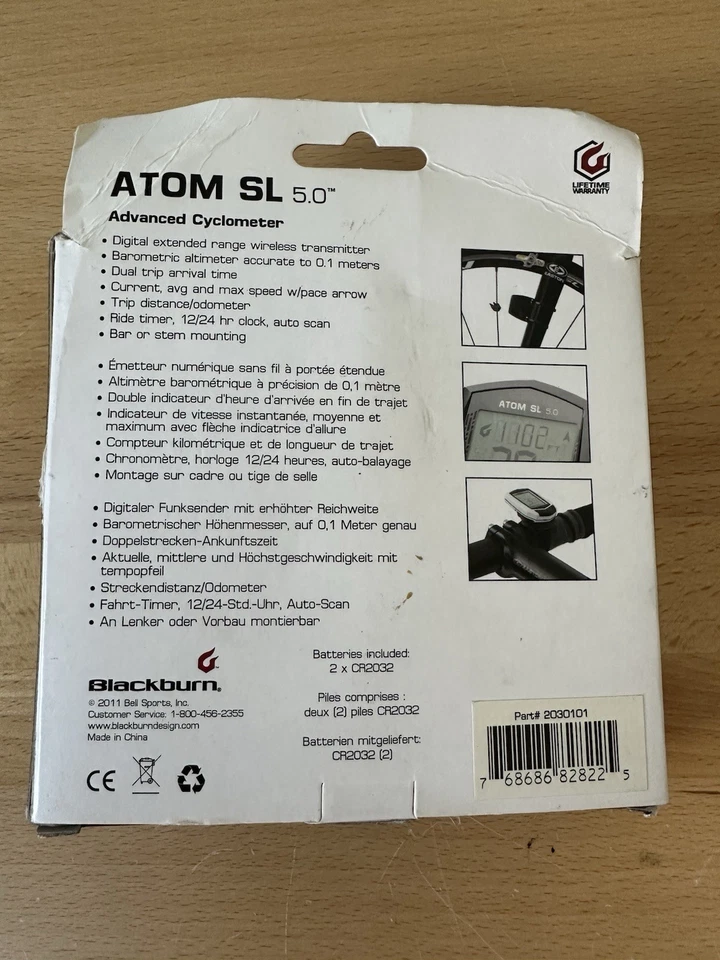 ATOM SL 5.0™
Advanced Cyclometer
• Digital extended range wireless transmitter
• Barometric altimeter accurate to 0.1 meters
• Dual trip arrival time
• Current, avg and max speed w/pace arrow
• Trip distance/odometer
• Ride timer, 12/24 hr clock, auto scan
• Bar or stem mounting
LIFETIME
WARRANTY
• Émetteur numérique sans fil à portée étendue
• Altimètre barométrique à précision de 0,1 mètre
• Double indicateur d'heure d'arrivée en fin de trajet
• Indicateur de vitesse instantanée, moyenne et
maximum avec flèche indicatrice d'allure
• Compteur kilométrique et de longueur de trajet
• Chronomètre, horloge 12/24 heures, auto-balayage
• Montage sur cadre ou tige de selle
ATOM SL 5.0
1102
FT
• Digitaler Funksender mit erhöhter Reichweite
• Barometrischer Höhenmesser, auf 0,1 Meter genau
• Doppelstrecken-Ankunftszeit
• Aktuelle, mittlere und Höchstgeschwindigkeit mit
tempopfeil
• Streckendistanz/Odometer
• Fahrt-Timer, 12/24-Std.-Uhr, Auto-Scan
• An Lenker oder Vorbau montierbar
Blackburn®
© 2011 Bell Sports, Inc.
Customer Service: 1-800-456-2355
www.blackburndesign.com
Made in China
CE
Batteries included:
2 x CR2032
Piles comprises :
deux (2) piles CR2032
Batterien mitgeliefert:
CR2032 (2)
Part# 2030101
7 68686 82822 5